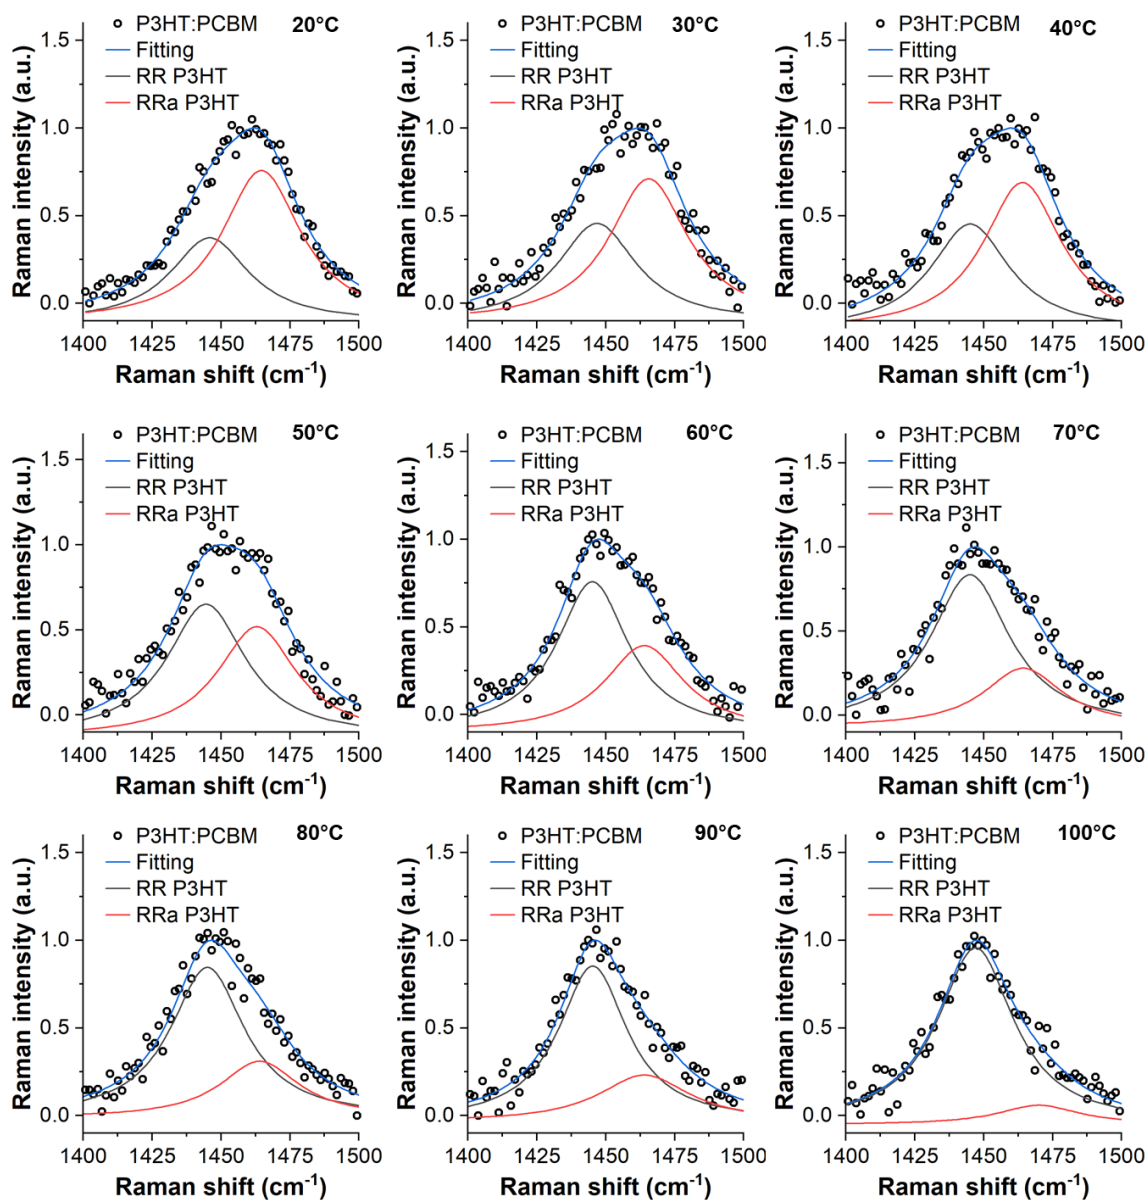 P3HT:PCBM 20°C
Fitting
RR P3HT
RRa P3HT
1.5
1.0
0.5
0.0
Raman intensity (a.u.)
1400 1425 1450 1475 1500
Raman shift (cm⁻¹)
P3HT:PCBM 30°C
Fitting
RR P3HT
RRa P3HT
1.5
1.0
0.5
0.0
Raman intensity (a.u.)
1400 1425 1450 1475 1500
Raman shift (cm⁻¹)
P3HT:PCBM 40°C
Fitting
RR P3HT
RRa P3HT
1.5
1.0
0.5
0.0
Raman intensity (a.u.)
1400 1425 1450 1475 1500
Raman shift (cm⁻¹)
P3HT:PCBM 50°C
Fitting
RR P3HT
RRa P3HT
1.5
1.0
0.5
0.0
Raman intensity (a.u.)
1400 1425 1450 1475 1500
Raman shift (cm⁻¹)
P3HT:PCBM 60°C
Fitting
RR P3HT
RRa P3HT
1.5
1.0
0.5
0.0
Raman intensity (a.u.)
1400 1425 1450 1475 1500
Raman shift (cm⁻¹)
P3HT:PCBM 70°C
Fitting
RR P3HT
RRa P3HT
1.5
1.0
0.5
0.0
Raman intensity (a.u.)
1400 1425 1450 1475 1500
Raman shift (cm⁻¹)
P3HT:PCBM 80°C
Fitting
RR P3HT
RRa P3HT
1.5
1.0
0.5
0.0
Raman intensity (a.u.)
1400 1425 1450 1475 1500
Raman shift (cm⁻¹)
P3HT:PCBM 90°C
Fitting
RR P3HT
RRa P3HT
1.5
1.0
0.5
0.0
Raman intensity (a.u.)
1400 1425 1450 1475 1500
Raman shift (cm⁻¹)
P3HT:PCBM 100°C
Fitting
RR P3HT
RRa P3HT
1.5
1.0
0.5
0.0
Raman intensity (a.u.)
1400 1425 1450 1475 1500
Raman shift (cm⁻¹)